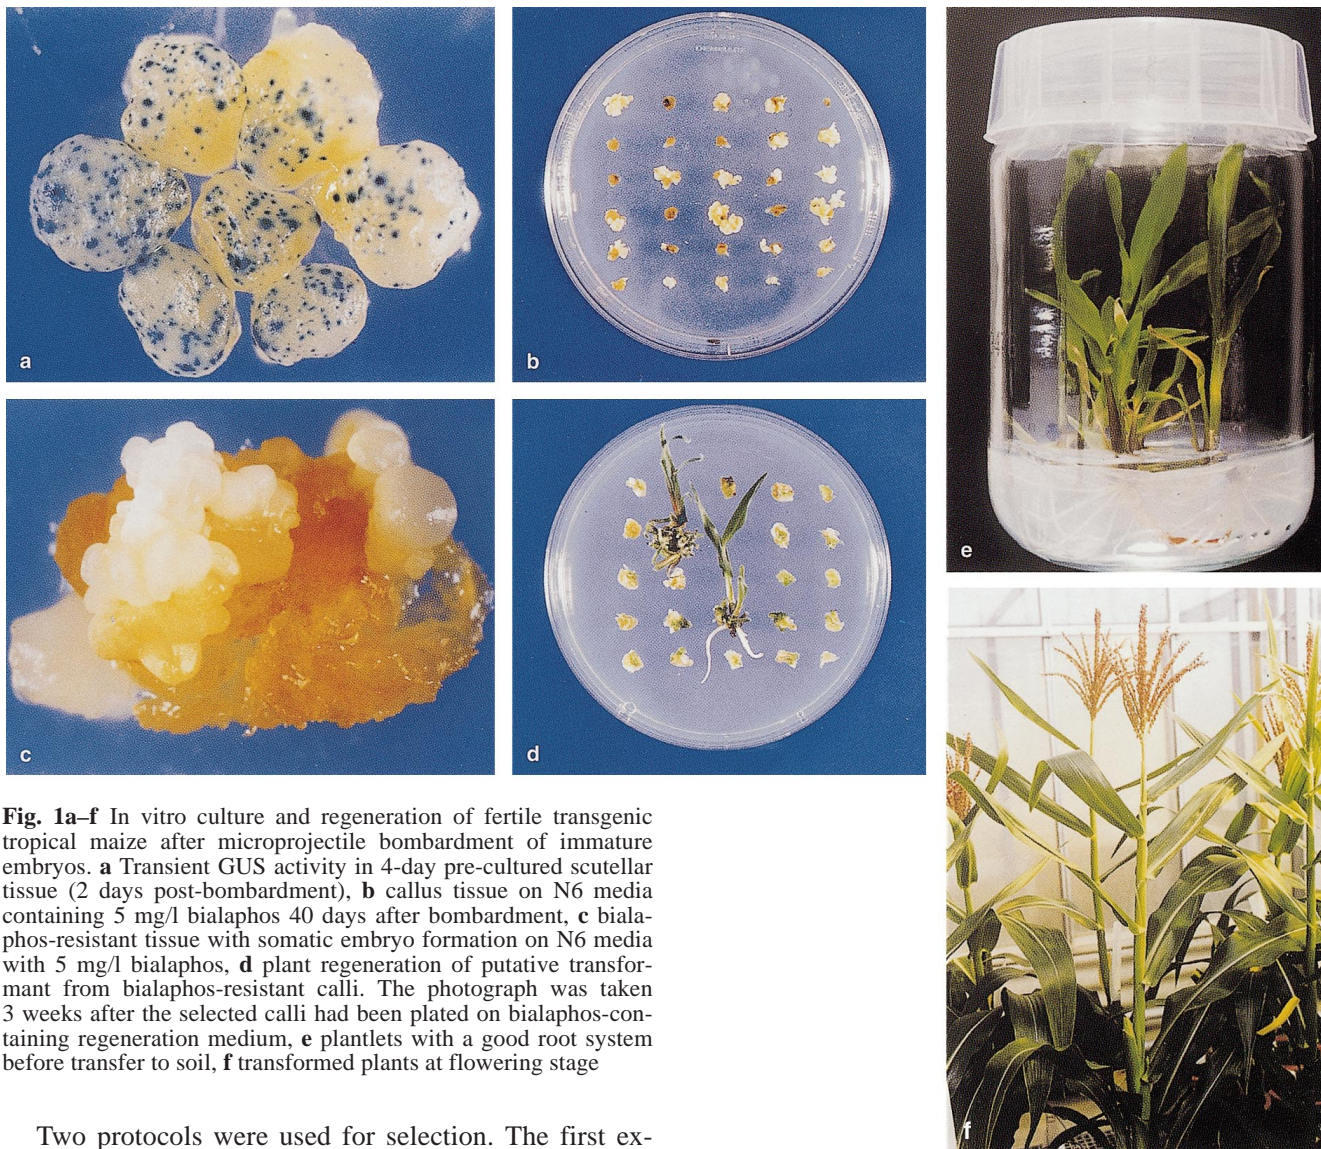 a
b
c
d
e
f
Fig. 1a–f In vitro culture and regeneration of fertile transgenic
tropical maize after microprojectile bombardment of immature
embryos. a Transient GUS activity in 4-day pre-cultured scutellar
tissue (2 days post-bombardment), b callus tissue on N6 media
containing 5 mg/l bialaphos 40 days after bombardment, c biala-
phos-resistant tissue with somatic embryo formation on N6 media
with 5 mg/l bialaphos, d plant regeneration of putative transfor-
mant from bialaphos-resistant calli. The photograph was taken
3 weeks after the selected calli had been plated on bialaphos-con-
taining regeneration medium, e plantlets with a good root system
before transfer to soil, f transformed plants at flowering stage
Two protocols were used for selection. The first ex-